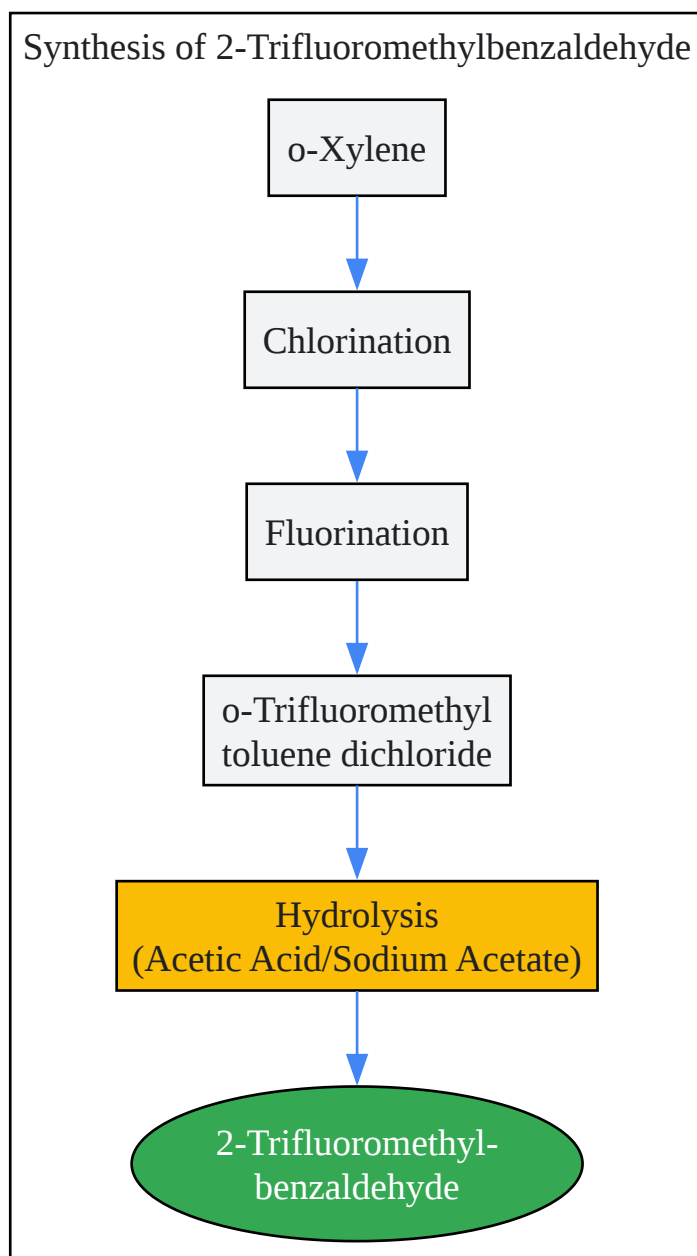 Synthesis of 2-Trifluoromethylbenzaldehyde
o-Xylene
Chlorination
Fluorination
o-Trifluoromethyl
toluene dichloride
Hydrolysis
(Acetic Acid/Sodium Acetate)
2-Trifluoromethyl-
benzaldehyde